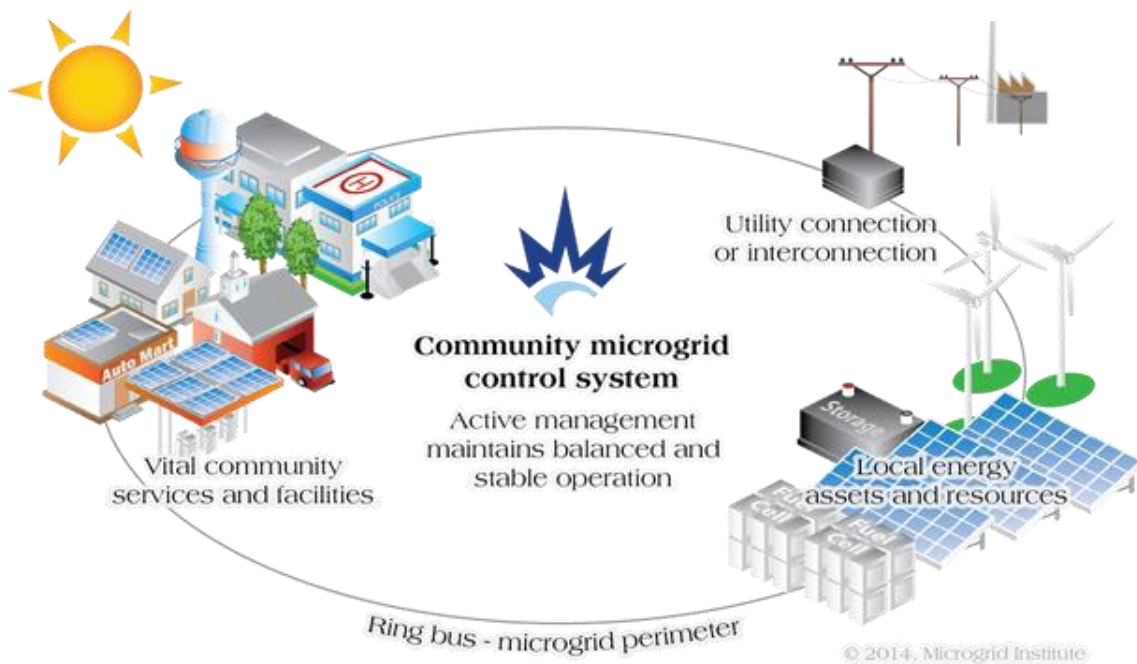 POLICE
H
Auto Mart
Utility connection
or interconnection
Community microgrid
control system
Active management
maintains balanced and
stable operation
Vital community
services and facilities
Storage
Local energy
assets and resources
Fuel
Cell
Fuel
Cell
Ring bus - microgrid perimeter
© 2014, Microgrid Institute